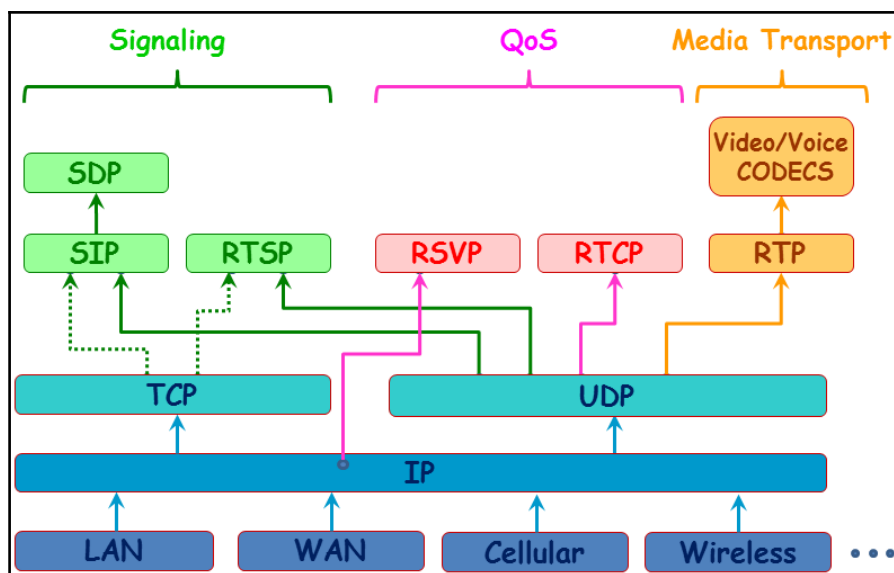 Signaling
QoS
Media Transport
Video/Voice
CODECS
SDP
SIP
RTSP
RSVP
RTCP
RTP
TCP
UDP
IP
LAN
WAN
Cellular
Wireless